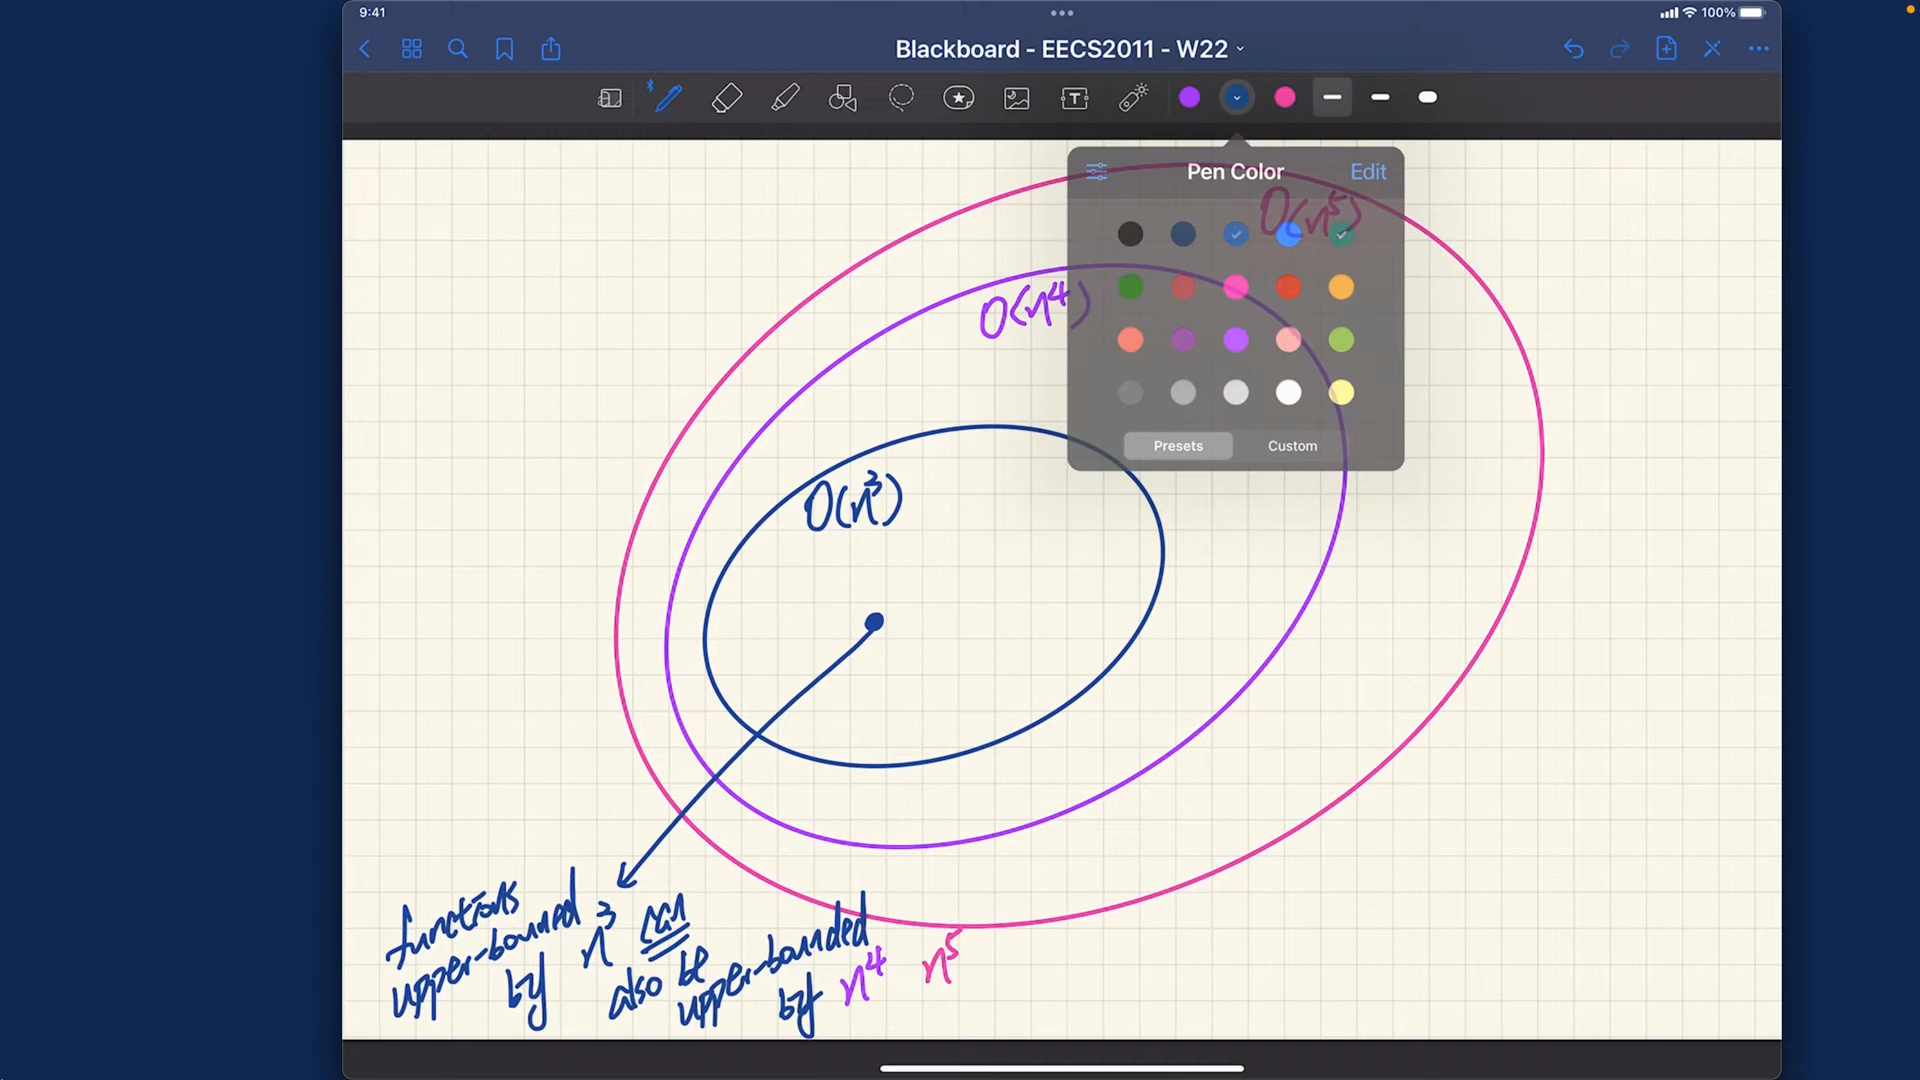 9:41
100%
Blackboard - EECS2011 - W22
Pen Color
Edit
O(n⁵)
O(n⁴)
Presets
Custom
O(n³)
functions
upper-bounded
by n³ can
also be
upper-bounded
by n⁴ n⁵